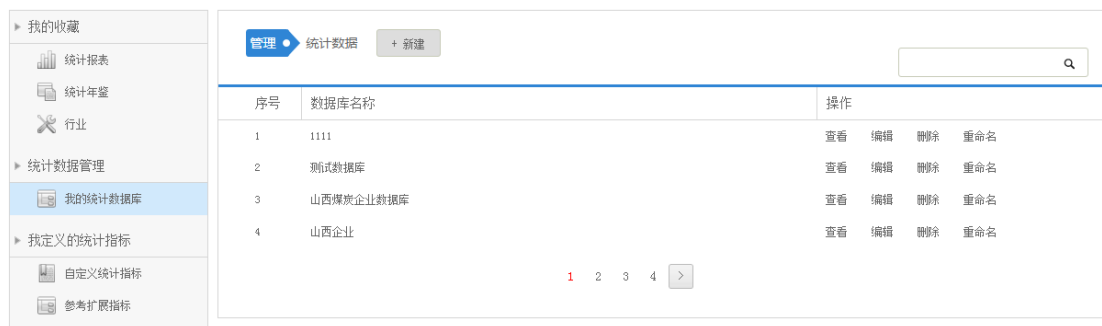 我的收藏
统计报表
统计年鉴
行业
统计数据管理
我的统计数据库
我定义的统计指标
自定义统计指标
参考扩展指标
管理 统计数据 + 新建
序号 数据库名称 操作
1 1111 查看 编辑 删除 重命名
2 测试数据库 查看 编辑 删除 重命名
3 山西煤炭企业数据库 查看 编辑 删除 重命名
4 山西企业 查看 编辑 删除 重命名
1 2 3 4 >